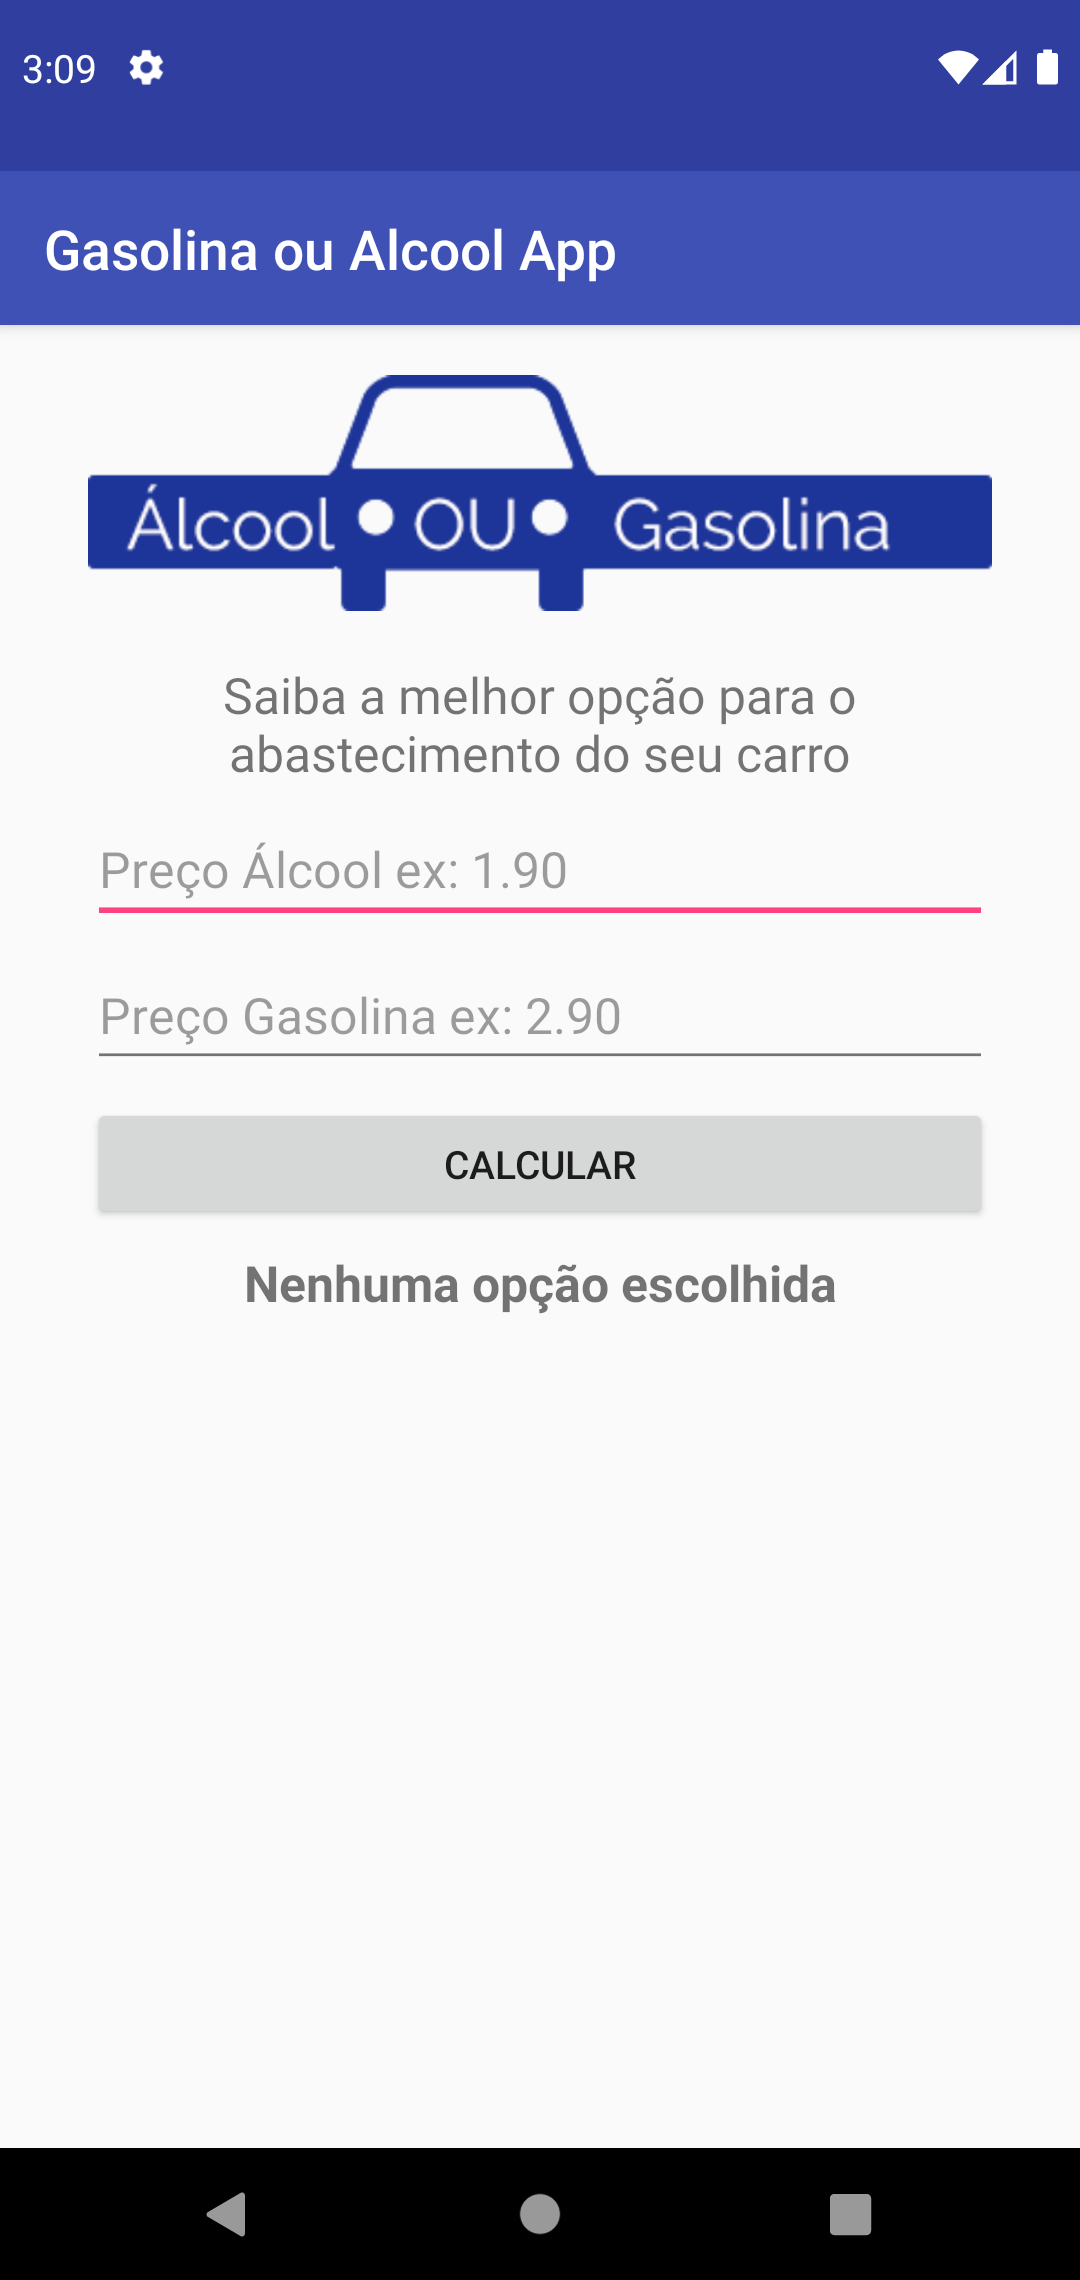 3:09
Gasolina ou Alcool App
Álcool OU Gasolina
Saiba a melhor opção para o
abastecimento do seu carro
Preço Álcool ex: 1.90
Preço Gasolina ex: 2.90
CALCULAR
Nenhuma opção escolhida